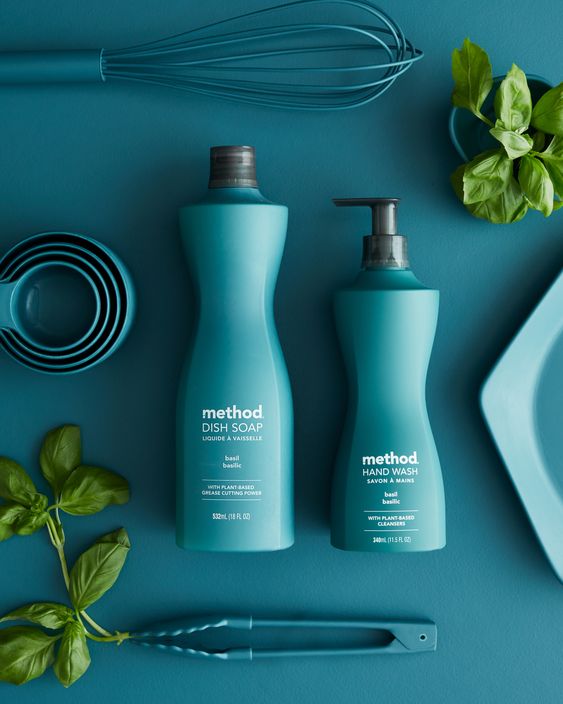 method.
DISH SOAP
LIQUIDE À VAISSELLE
basil
basilic
WITH PLANT-BASED
GREASE CUTTING POWER
532mL (18 FL OZ)
method.
HAND WASH
SAVON À MAINS
basil
basilic
WITH PLANT-BASED
CLEANSERS
340mL (11.5 FL OZ)